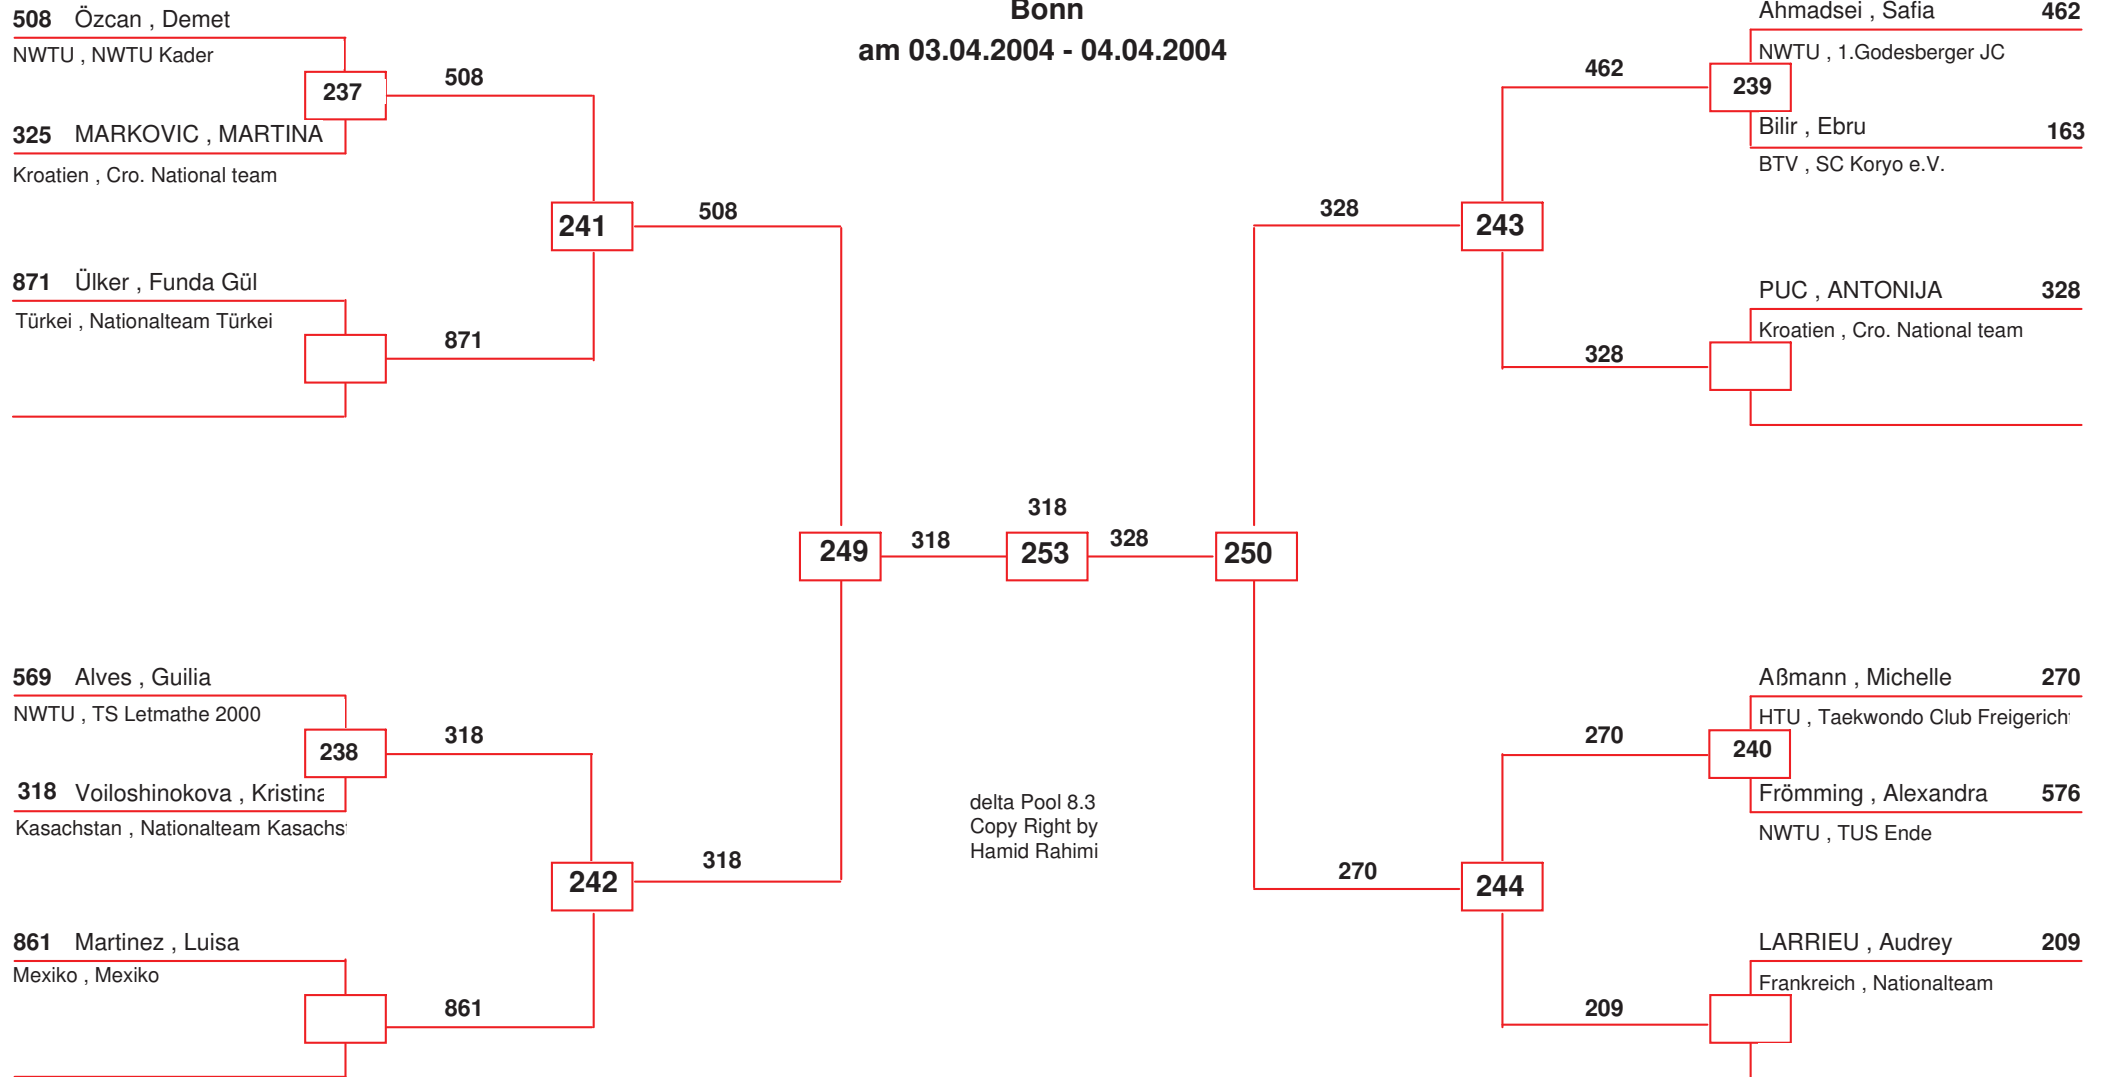 Bonn
am 03.04.2004 - 04.04.2004
508 Özcan , Demet
NWTU , NWTU Kader
237
508
325 MARKOVIC , MARTINA
Kroatien , Cro. National team
241
508
871 Ülker , Funda Gül
Türkei , Nationalteam Türkei
871
249
318
253
318
328
250
569 Alves , Guilia
NWTU , TS Letmathe 2000
238
318
318 Voiloshinokova , Kristina
Kasachstan , Nationalteam Kasachs
242
318
861 Martinez , Luisa
Mexiko , Mexiko
861
delta Pool 8.3
Copy Right by
Hamid Rahimi
Ahmadsei , Safia 462
NWTU , 1.Godesberger JC
462
239
Bilir , Ebru 163
BTV , SC Koryo e.V.
328
243
PUC , ANTONIJA 328
Kroatien , Cro. National team
328
Aßmann , Michelle 270
HTU , Taekwondo Club Freigerich
270
240
Frömming , Alexandra 576
NWTU , TUS Ende
270
244
LARRIEU , Audrey 209
Frankreich , Nationalteam
209